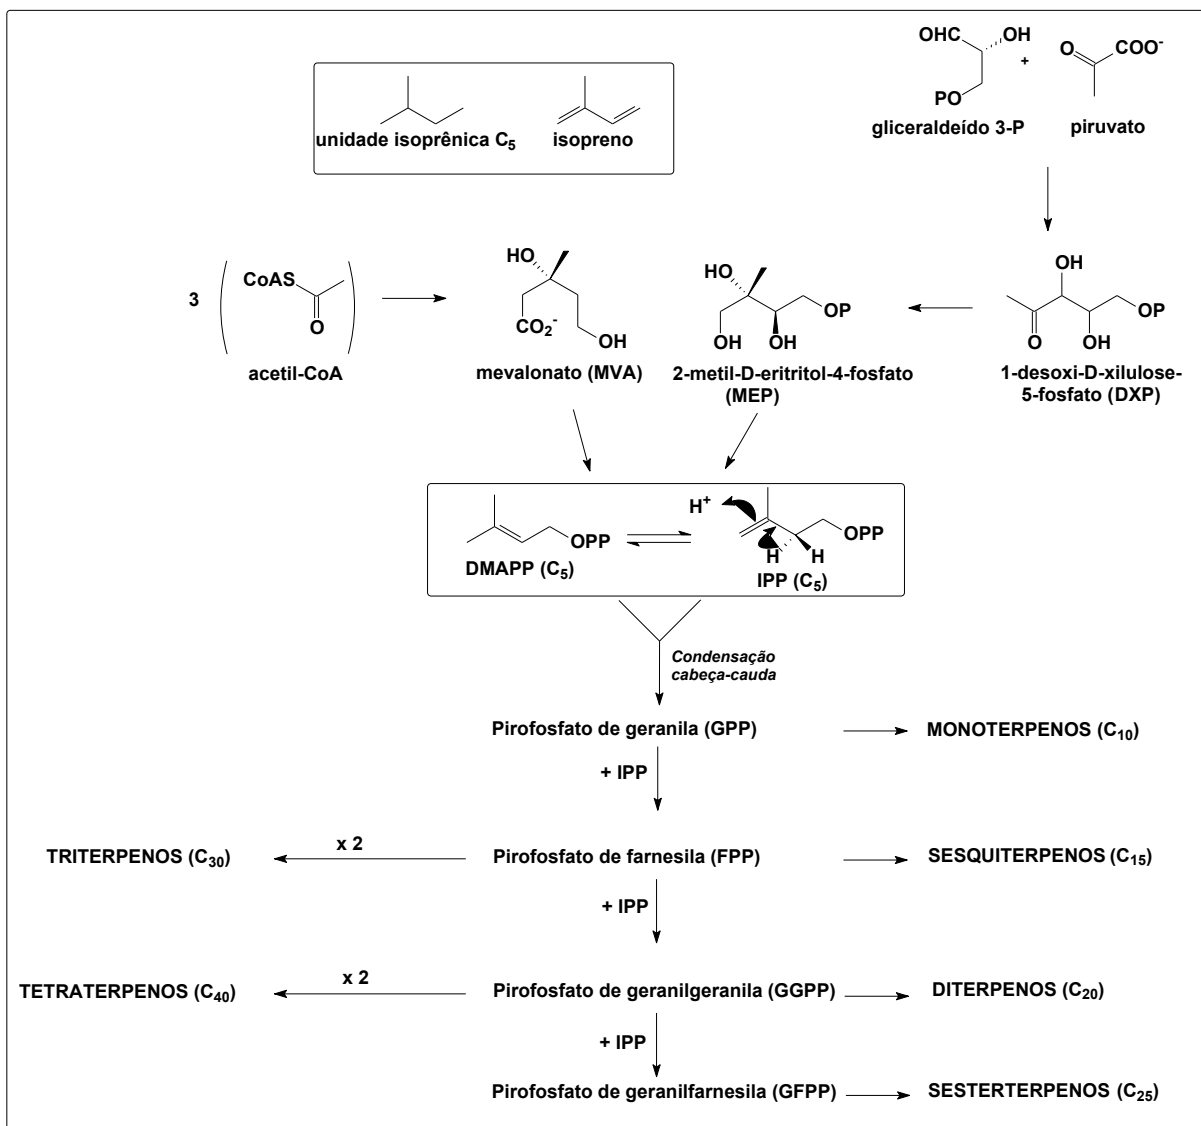 OHC
OH
+
O
COO⁻
PO
gliceraldeído 3-P
piruvato
unidade isoprênica C₅
isopreno
3
CoAS
O
acetil-CoA
HO
CO₂⁻
OH
mevalonato (MVA)
HO
OP
OH
OH
2-metil-D-eritritol-4-fosfato
(MEP)
OH
OP
O
OH
1-desoxi-D-xilulose-
5-fosfato (DXP)
OPP
DMAPP (C₅)
H⁺
OPP
H
H
IPP (C₅)
Condensação
cabeça-cauda
Pirofosfato de geranila (GPP)
MONOTERPENOS (C₁₀)
+ IPP
TRITERPENOS (C₃₀)
x 2
Pirofosfato de farnesila (FPP)
SESQUITERPENOS (C₁₅)
+ IPP
TETRATERPENOS (C₄₀)
x 2
Pirofosfato de geranilgeranila (GGPP)
DITERPENOS (C₂₀)
+ IPP
Pirofosfato de geranilfarnesila (GFPP)
SESTERTERPENOS (C₂₅)